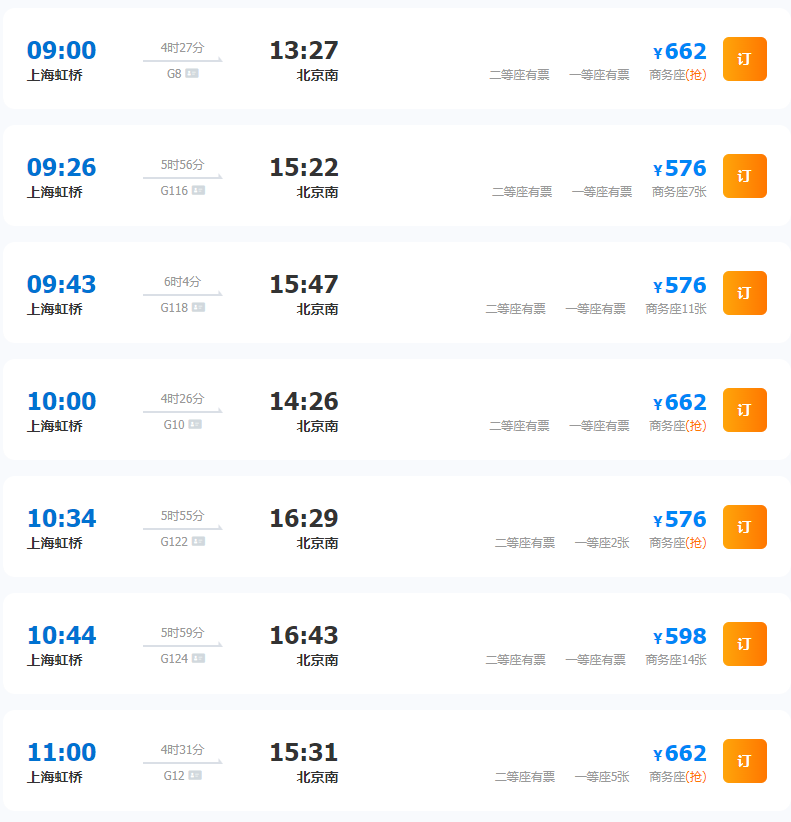 09:00 4时27分 13:27 ¥662 订
上海虹桥 G8 北京南 二等座有票 一等座有票 商务座(抢)
09:26 5时56分 15:22 ¥576 订
上海虹桥 G116 北京南 二等座有票 一等座有票 商务座7张
09:43 6时4分 15:47 ¥576 订
上海虹桥 G118 北京南 二等座有票 一等座有票 商务座11张
10:00 4时26分 14:26 ¥662 订
上海虹桥 G10 北京南 二等座有票 一等座有票 商务座(抢)
10:34 5时55分 16:29 ¥576 订
上海虹桥 G122 北京南 二等座有票 一等座2张 商务座(抢)
10:44 5时59分 16:43 ¥598 订
上海虹桥 G124 北京南 二等座有票 一等座有票 商务座14张
11:00 4时31分 15:31 ¥662 订
上海虹桥 G12 北京南 二等座有票 一等座5张 商务座(抢)